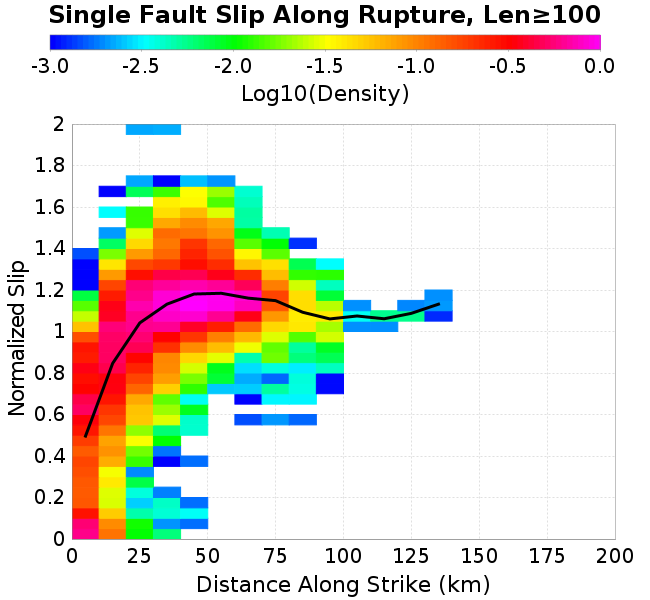 Single Fault Slip Along Rupture, Len≥100
-3.0 -2.5 -2.0 -1.5 -1.0 -0.5 0.0
Log10(Density)
2
1.8
1.6
1.4
1.2
1
0.8
0.6
0.4
0.2
0
Normalized Slip
0 25 50 75 100 125 150 175 200
Distance Along Strike (km)